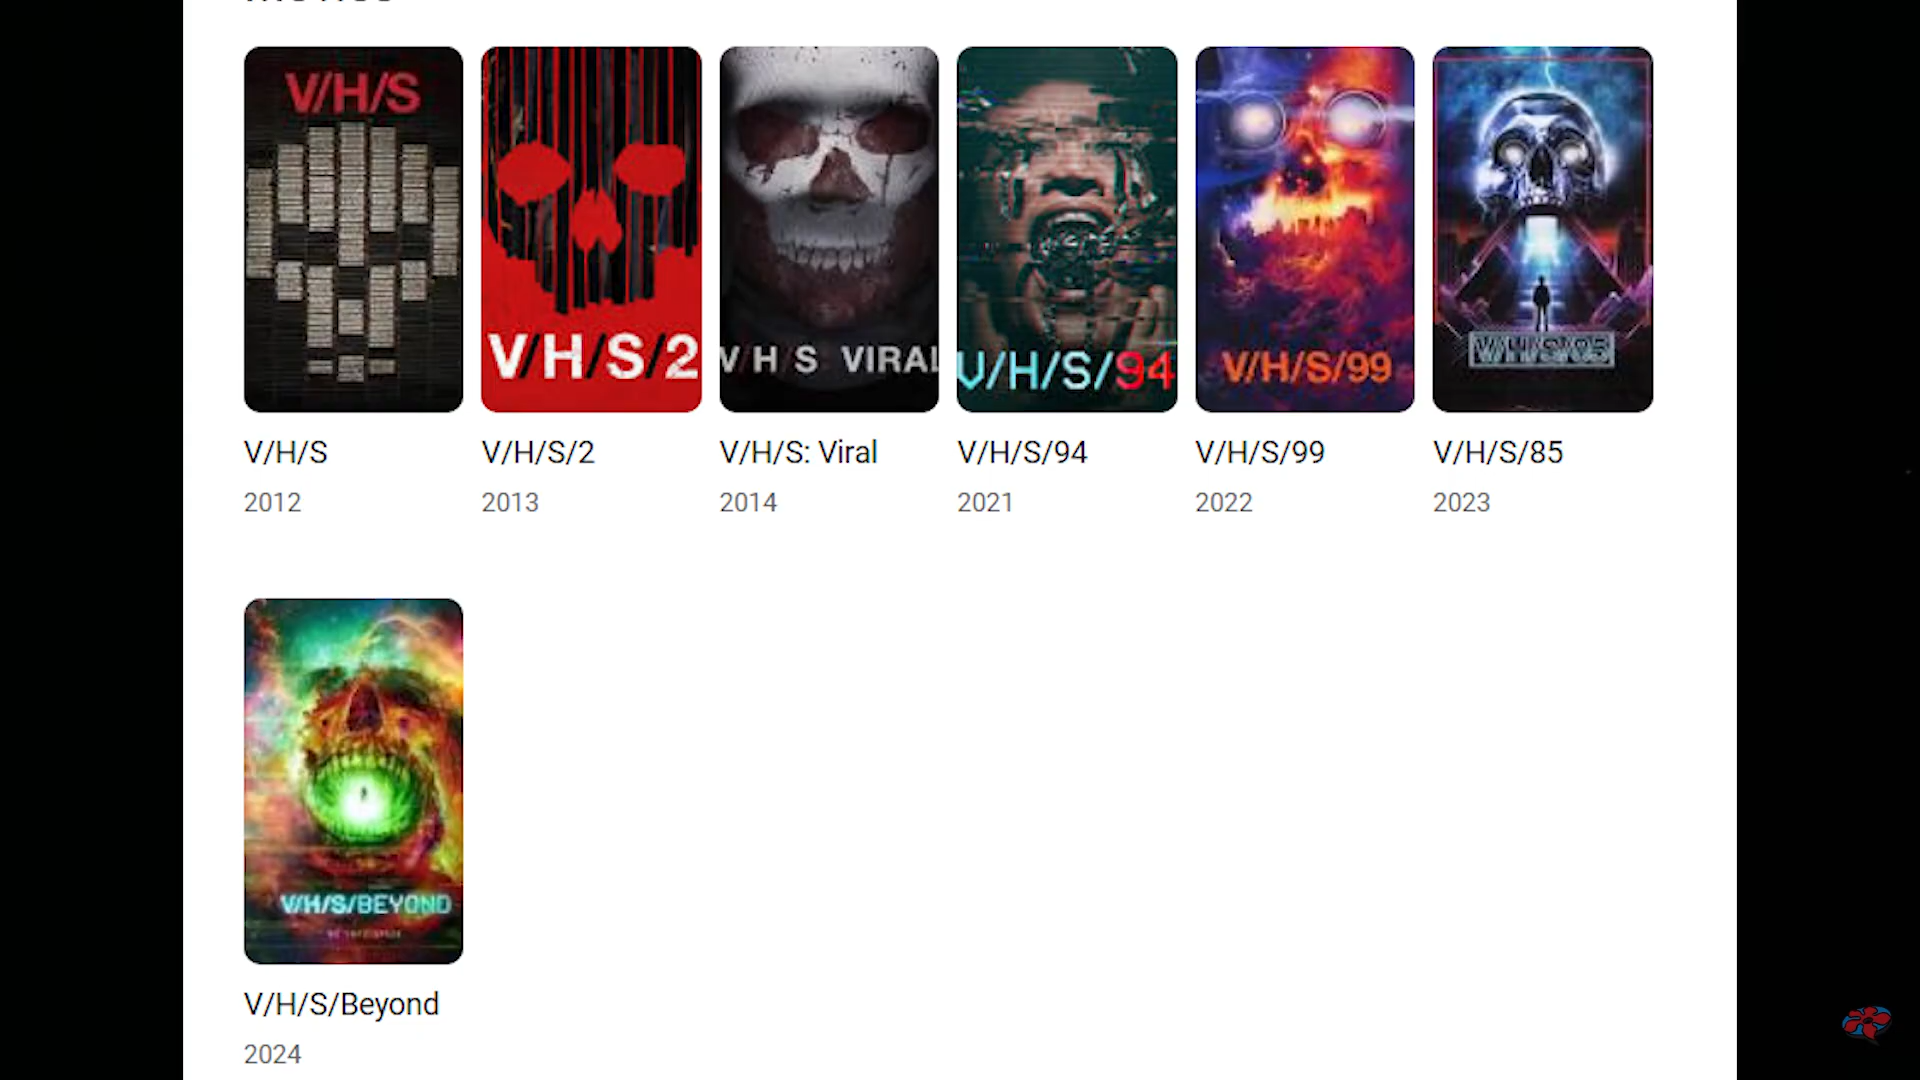 V/H/S
V/H/S/2
V H S VIRAL
V/H/S/94
V/H/S/99
V/H/S/85
V/H/S
V/H/S/2
V/H/S: Viral
V/H/S/94
V/H/S/99
V/H/S/85
2012
2013
2014
2021
2022
2023
V/H/S/BEYOND
V/H/S/Beyond
2024